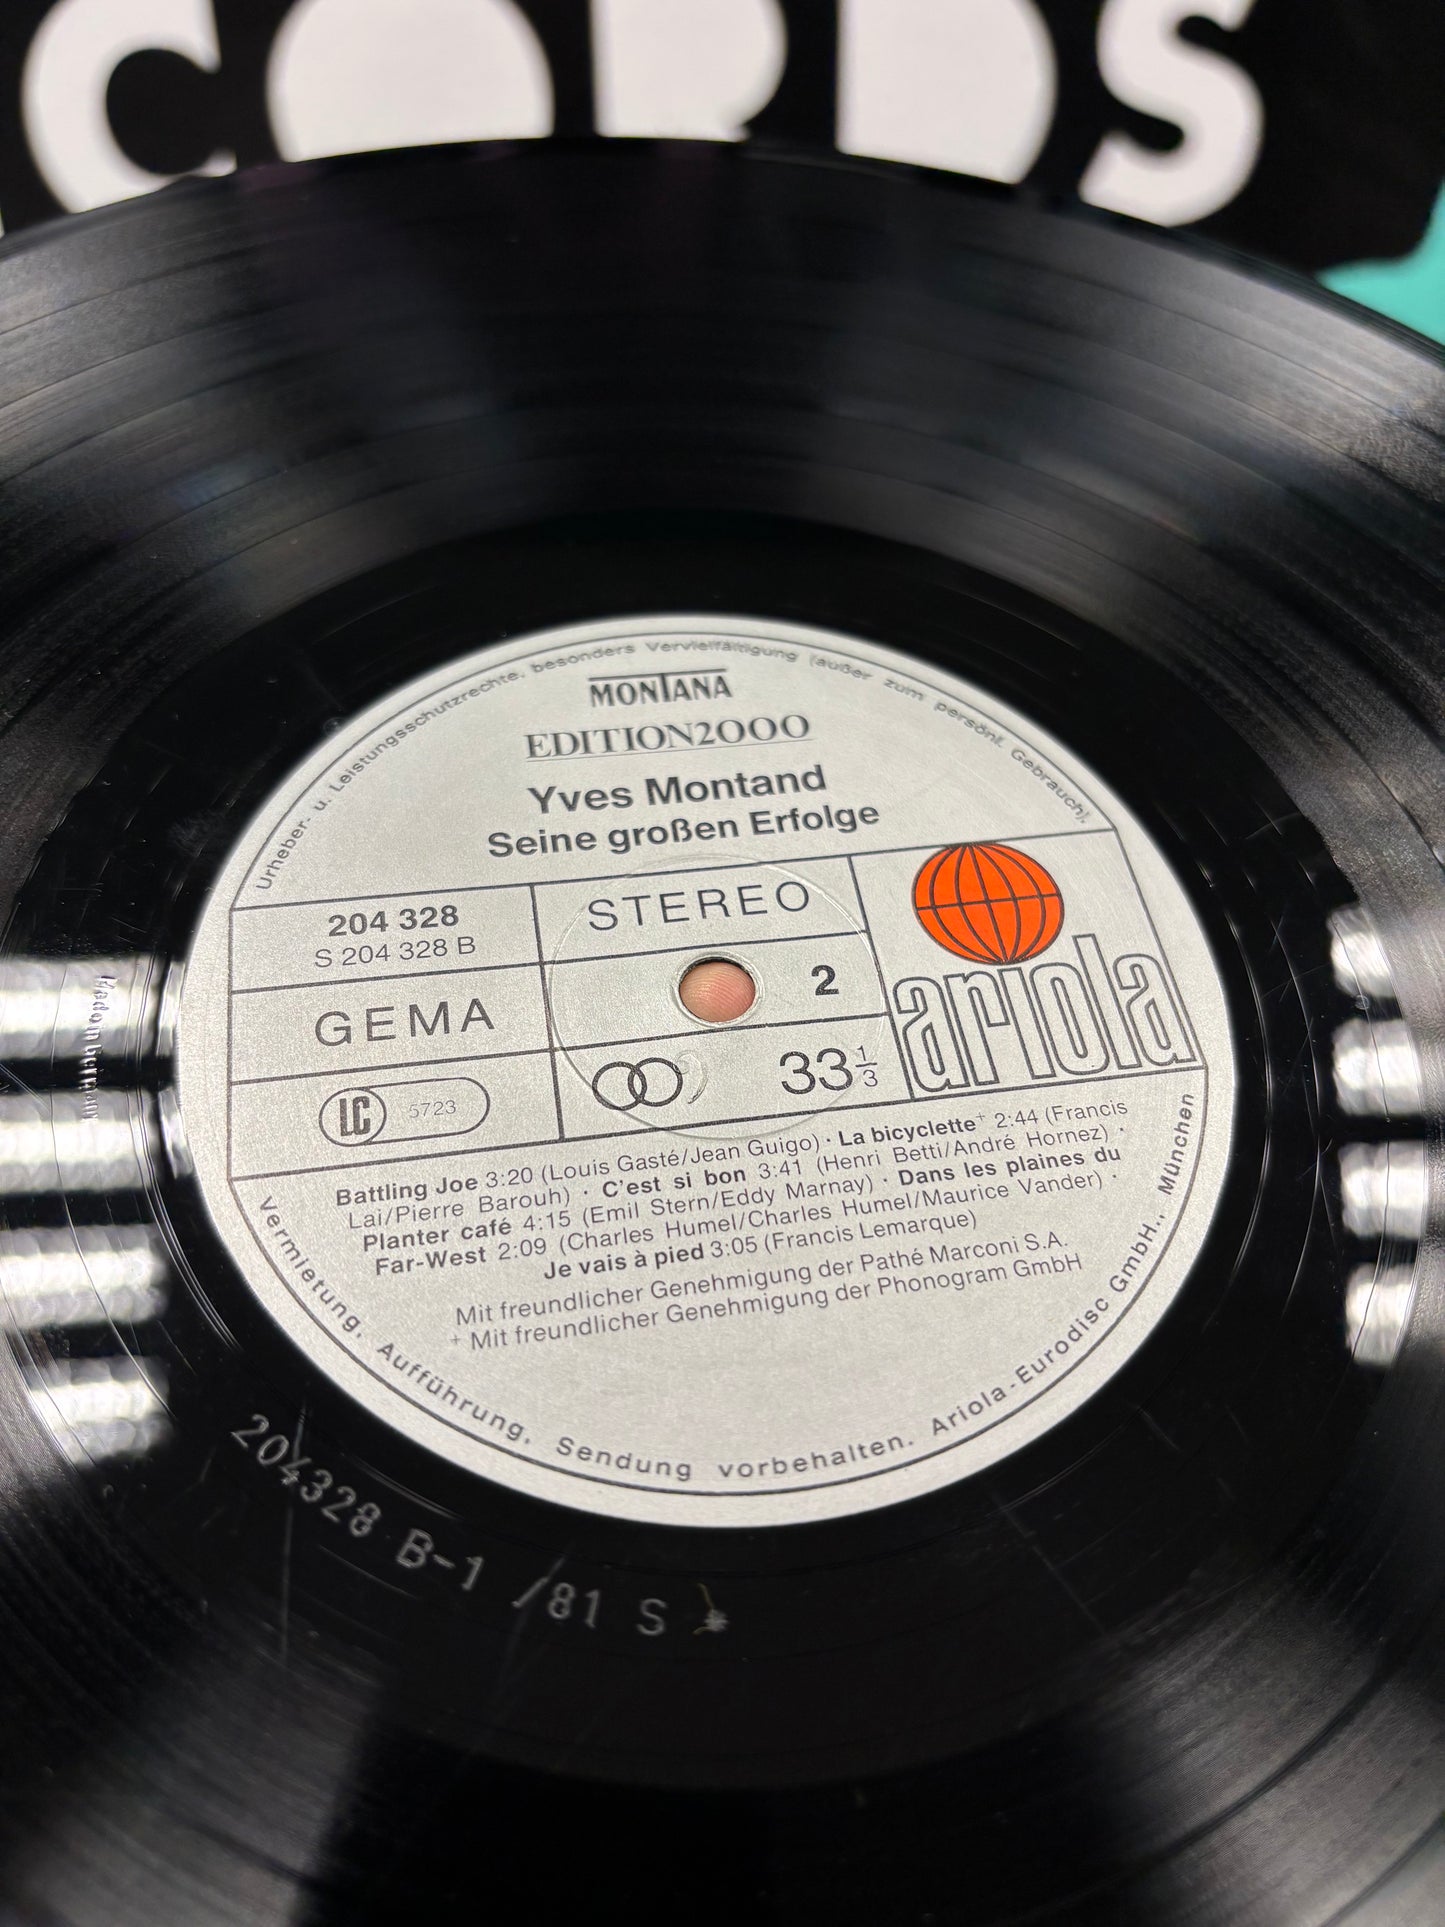 CORDS
Urheber- u. Leistungsschutzrechte, besonders Vervielfältigung (außer zum persönl. Gebrauch),
MONTANA
EDITION2000
Yves Montand
Seine großen Erfolge
204 328
S 204 328 B
STEREO
GEMA
2
ariola
LC 5723
33 1/3
Battling Joe 3:20 (Louis Gasté/Jean Guigo) · La bicyclette+ 2:44 (Francis
Lai/Pierre Barouh) · C'est si bon 3:41 (Henri Betti/André Hornez) ·
Planter café 4:15 (Emil Stern/Eddy Marnay) · Dans les plaines du
Far-West 2:09 (Charles Humel/Charles Humel/Maurice Vander) ·
Je vais à pied 3:05 (Francis Lemarque)
Mit freundlicher Genehmigung der Pathé Marconi S.A.
+ Mit freundlicher Genehmigung der Phonogram GmbH
Vermietung, Aufführung, Sendung vorbehalten. Ariola-Eurodisc GmbH., München
204328 B-1 /81 S